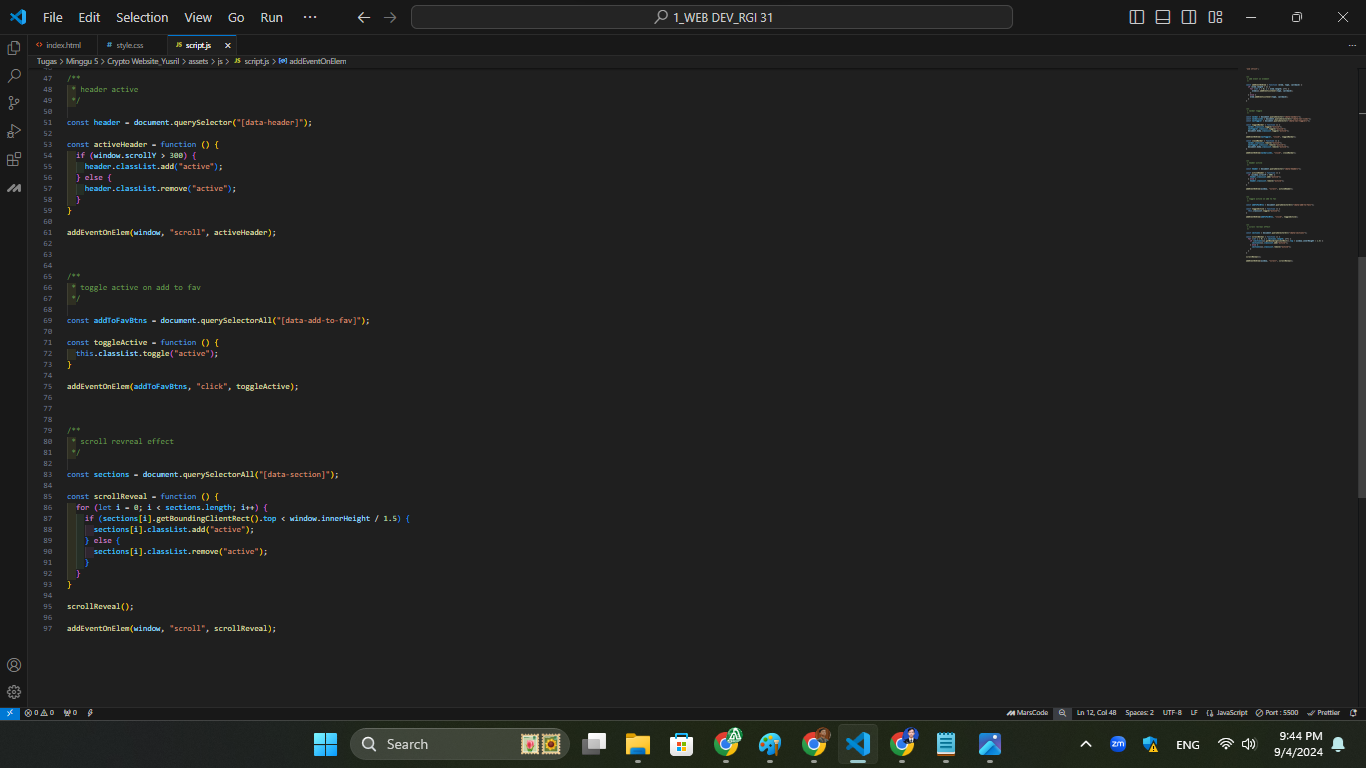 File Edit Selection View Go Run ··· 1_WEB DEV_RGI 31
index.html # style.css JS script.js
Tugas > Minggu 5 > Crypto Website_Yusril > assets > js > JS script.js > addEventOnElem
47 /**
48 * header active
49 */
50
51 const header = document.querySelector("[data-header]");
52
53 const activeHeader = function () {
54 if (window.scrollY > 300) {
55 header.classList.add("active");
56 } else {
57 header.classList.remove("active");
58 }
59 }
60
61 addEventOnElem(window, "scroll", activeHeader);
62
63
64
65 /**
66 * toggle active on add to fav
67 */
68
69 const addToFavBtns = document.querySelectorAll("[data-add-to-fav]");
70
71 const toggleActive = function () {
72 this.classList.toggle("active");
73 }
74
75 addEventOnElem(addToFavBtns, "click", toggleActive);
76
77
78
79 /**
80 * scroll revreal effect
81 */
82
83 const sections = document.querySelectorAll("[data-section]");
84
85 const scrollReveal = function () {
86 for (let i = 0; i < sections.length; i++) {
87 if (sections[i].getBoundingClientRect().top < window.innerHeight / 1.5) {
88 sections[i].classList.add("active");
89 } else {
90 sections[i].classList.remove("active");
91 }
92 }
93 }
94
95 scrollReveal();
96
97 addEventOnElem(window, "scroll", scrollReveal);
0 0 0 MarsCode Ln 12, Col 48 Spaces: 2 UTF-8 LF JavaScript Port : 5500 Prettier
Search zm ENG 9:44 PM
9/4/2024